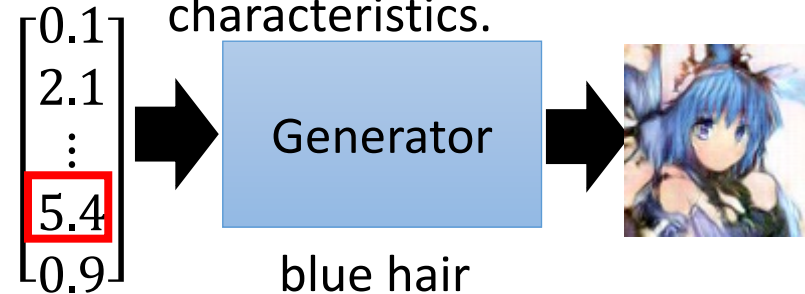 characteristics.
0.1
2.1
⋮
5.4
0.9
Generator
blue hair